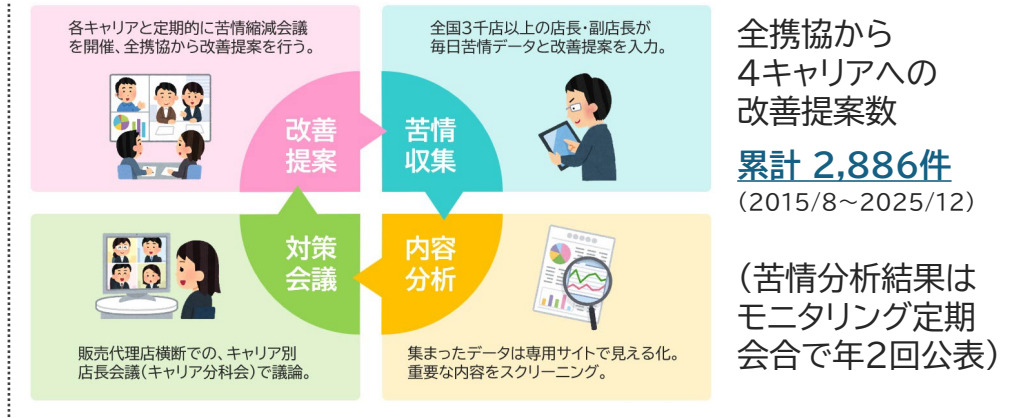 各キャリアと定期的に苦情縮減会議
を開催、全携協から改善提案を行う。
全国3千店以上の店長・副店長が
毎日苦情データと改善提案を入力。
改善
提案
苦情
収集
対策
会議
内容
分析
販売代理店横断での、キャリア別
店長会議(キャリア分科会)で議論。
集まったデータは専用サイトで見える化。
重要な内容をスクリーニング。
全携協から
4キャリアへの
改善提案数
累計 2,886件
(2015/8~2025/12)
(苦情分析結果は
モニタリング定期
会合で年2回公表)